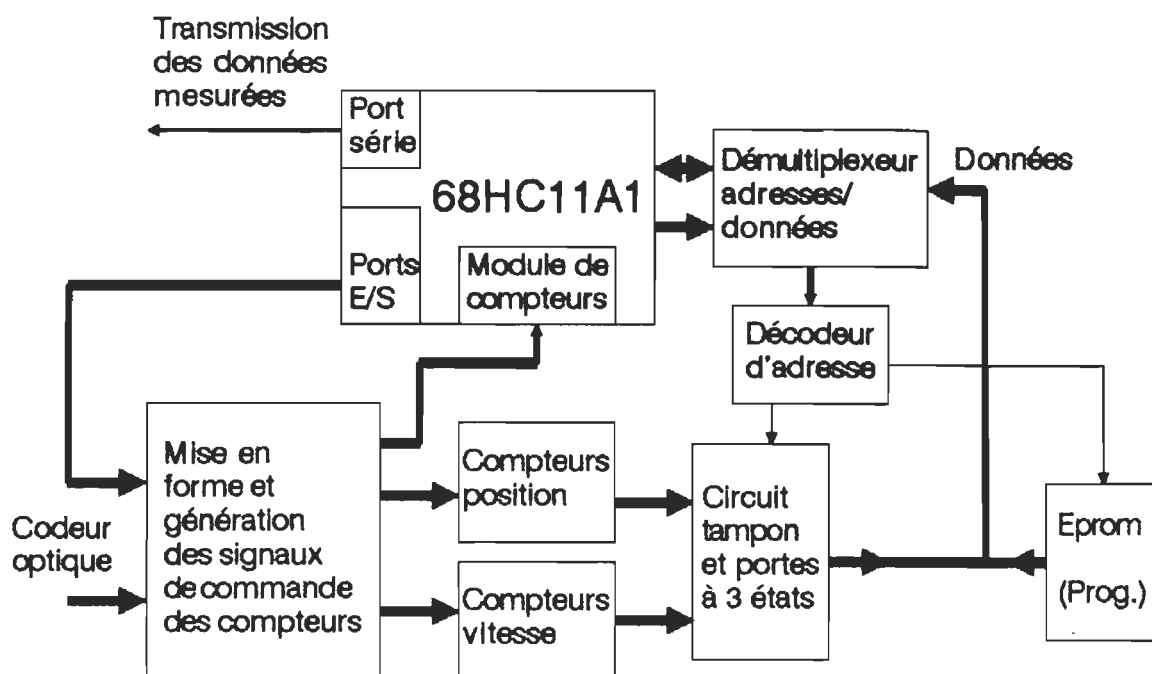 Transmission
des données
mesurées
Port
série
68HC11A1
Ports
E/S
Module de
compteurs
Démultiplexeur
adresses/
données
Données
Décodeur
d'adresse
Codeur
optique
Mise en
forme et
génération
des signaux
de commande
des compteurs
Compteurs
position
Compteurs
vitesse
Circuit
tampon
et portes
à 3 états
Eprom
(Prog.)